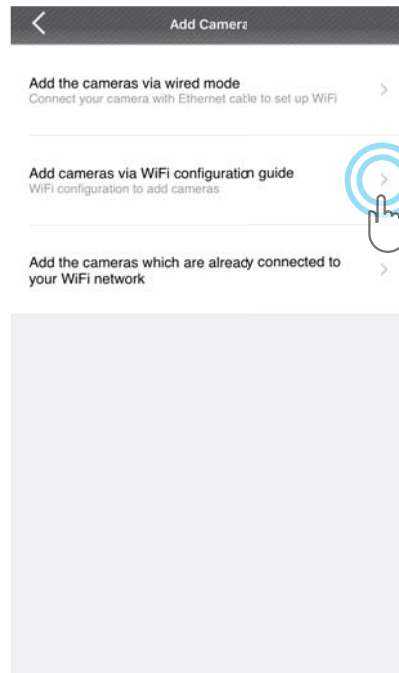 Add Camera
Add the cameras via wired mode
Connect your camera with Ethernet cable to set up WiFi
Add cameras via WiFi configuration guide
WiFi configuration to add cameras
Add the cameras which are already connected to
your WiFi network